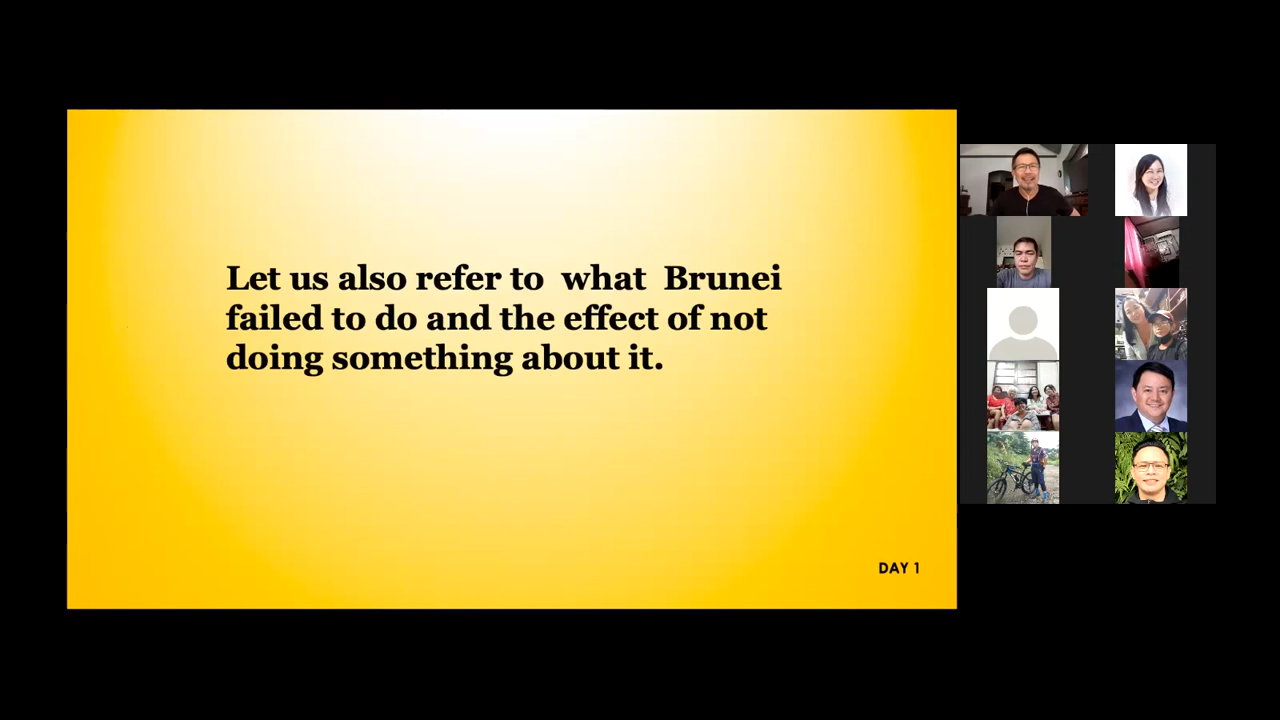 Let us also refer to  what  Brunei
failed to do and the effect of not
doing something about it.
DAY 1